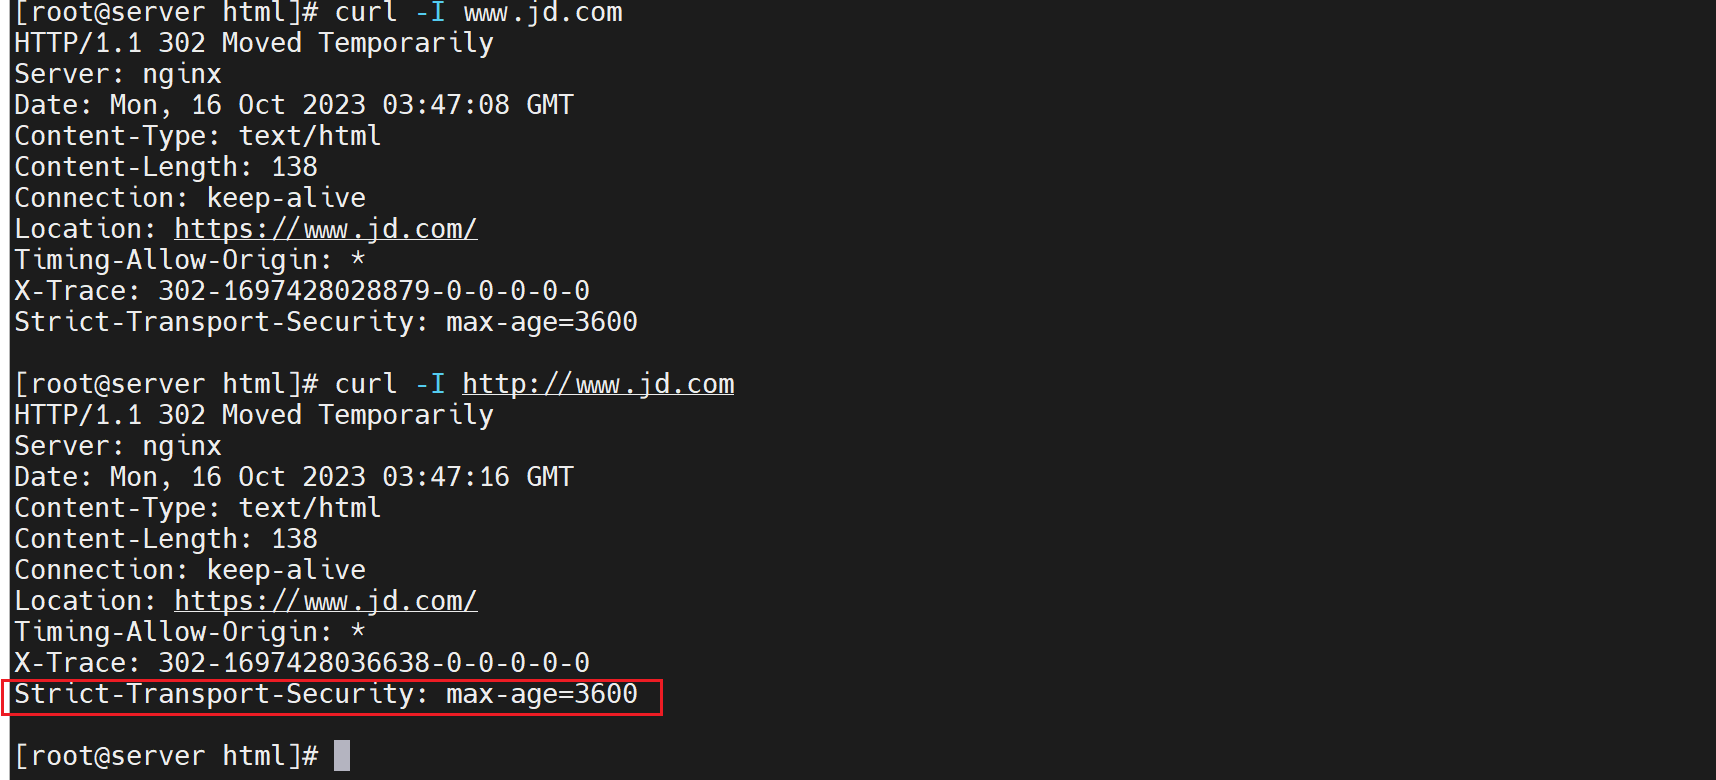 [root@server html]# curl -I www.jd.com
HTTP/1.1 302 Moved Temporarily
Server: nginx
Date: Mon, 16 Oct 2023 03:47:08 GMT
Content-Type: text/html
Content-Length: 138
Connection: keep-alive
Location: https://www.jd.com/
Timing-Allow-Origin: *
X-Trace: 302-1697428028879-0-0-0-0-0
Strict-Transport-Security: max-age=3600
[root@server html]# curl -I http://www.jd.com
HTTP/1.1 302 Moved Temporarily
Server: nginx
Date: Mon, 16 Oct 2023 03:47:16 GMT
Content-Type: text/html
Content-Length: 138
Connection: keep-alive
Location: https://www.jd.com/
Timing-Allow-Origin: *
X-Trace: 302-1697428036638-0-0-0-0-0
Strict-Transport-Security: max-age=3600
[root@server html]#